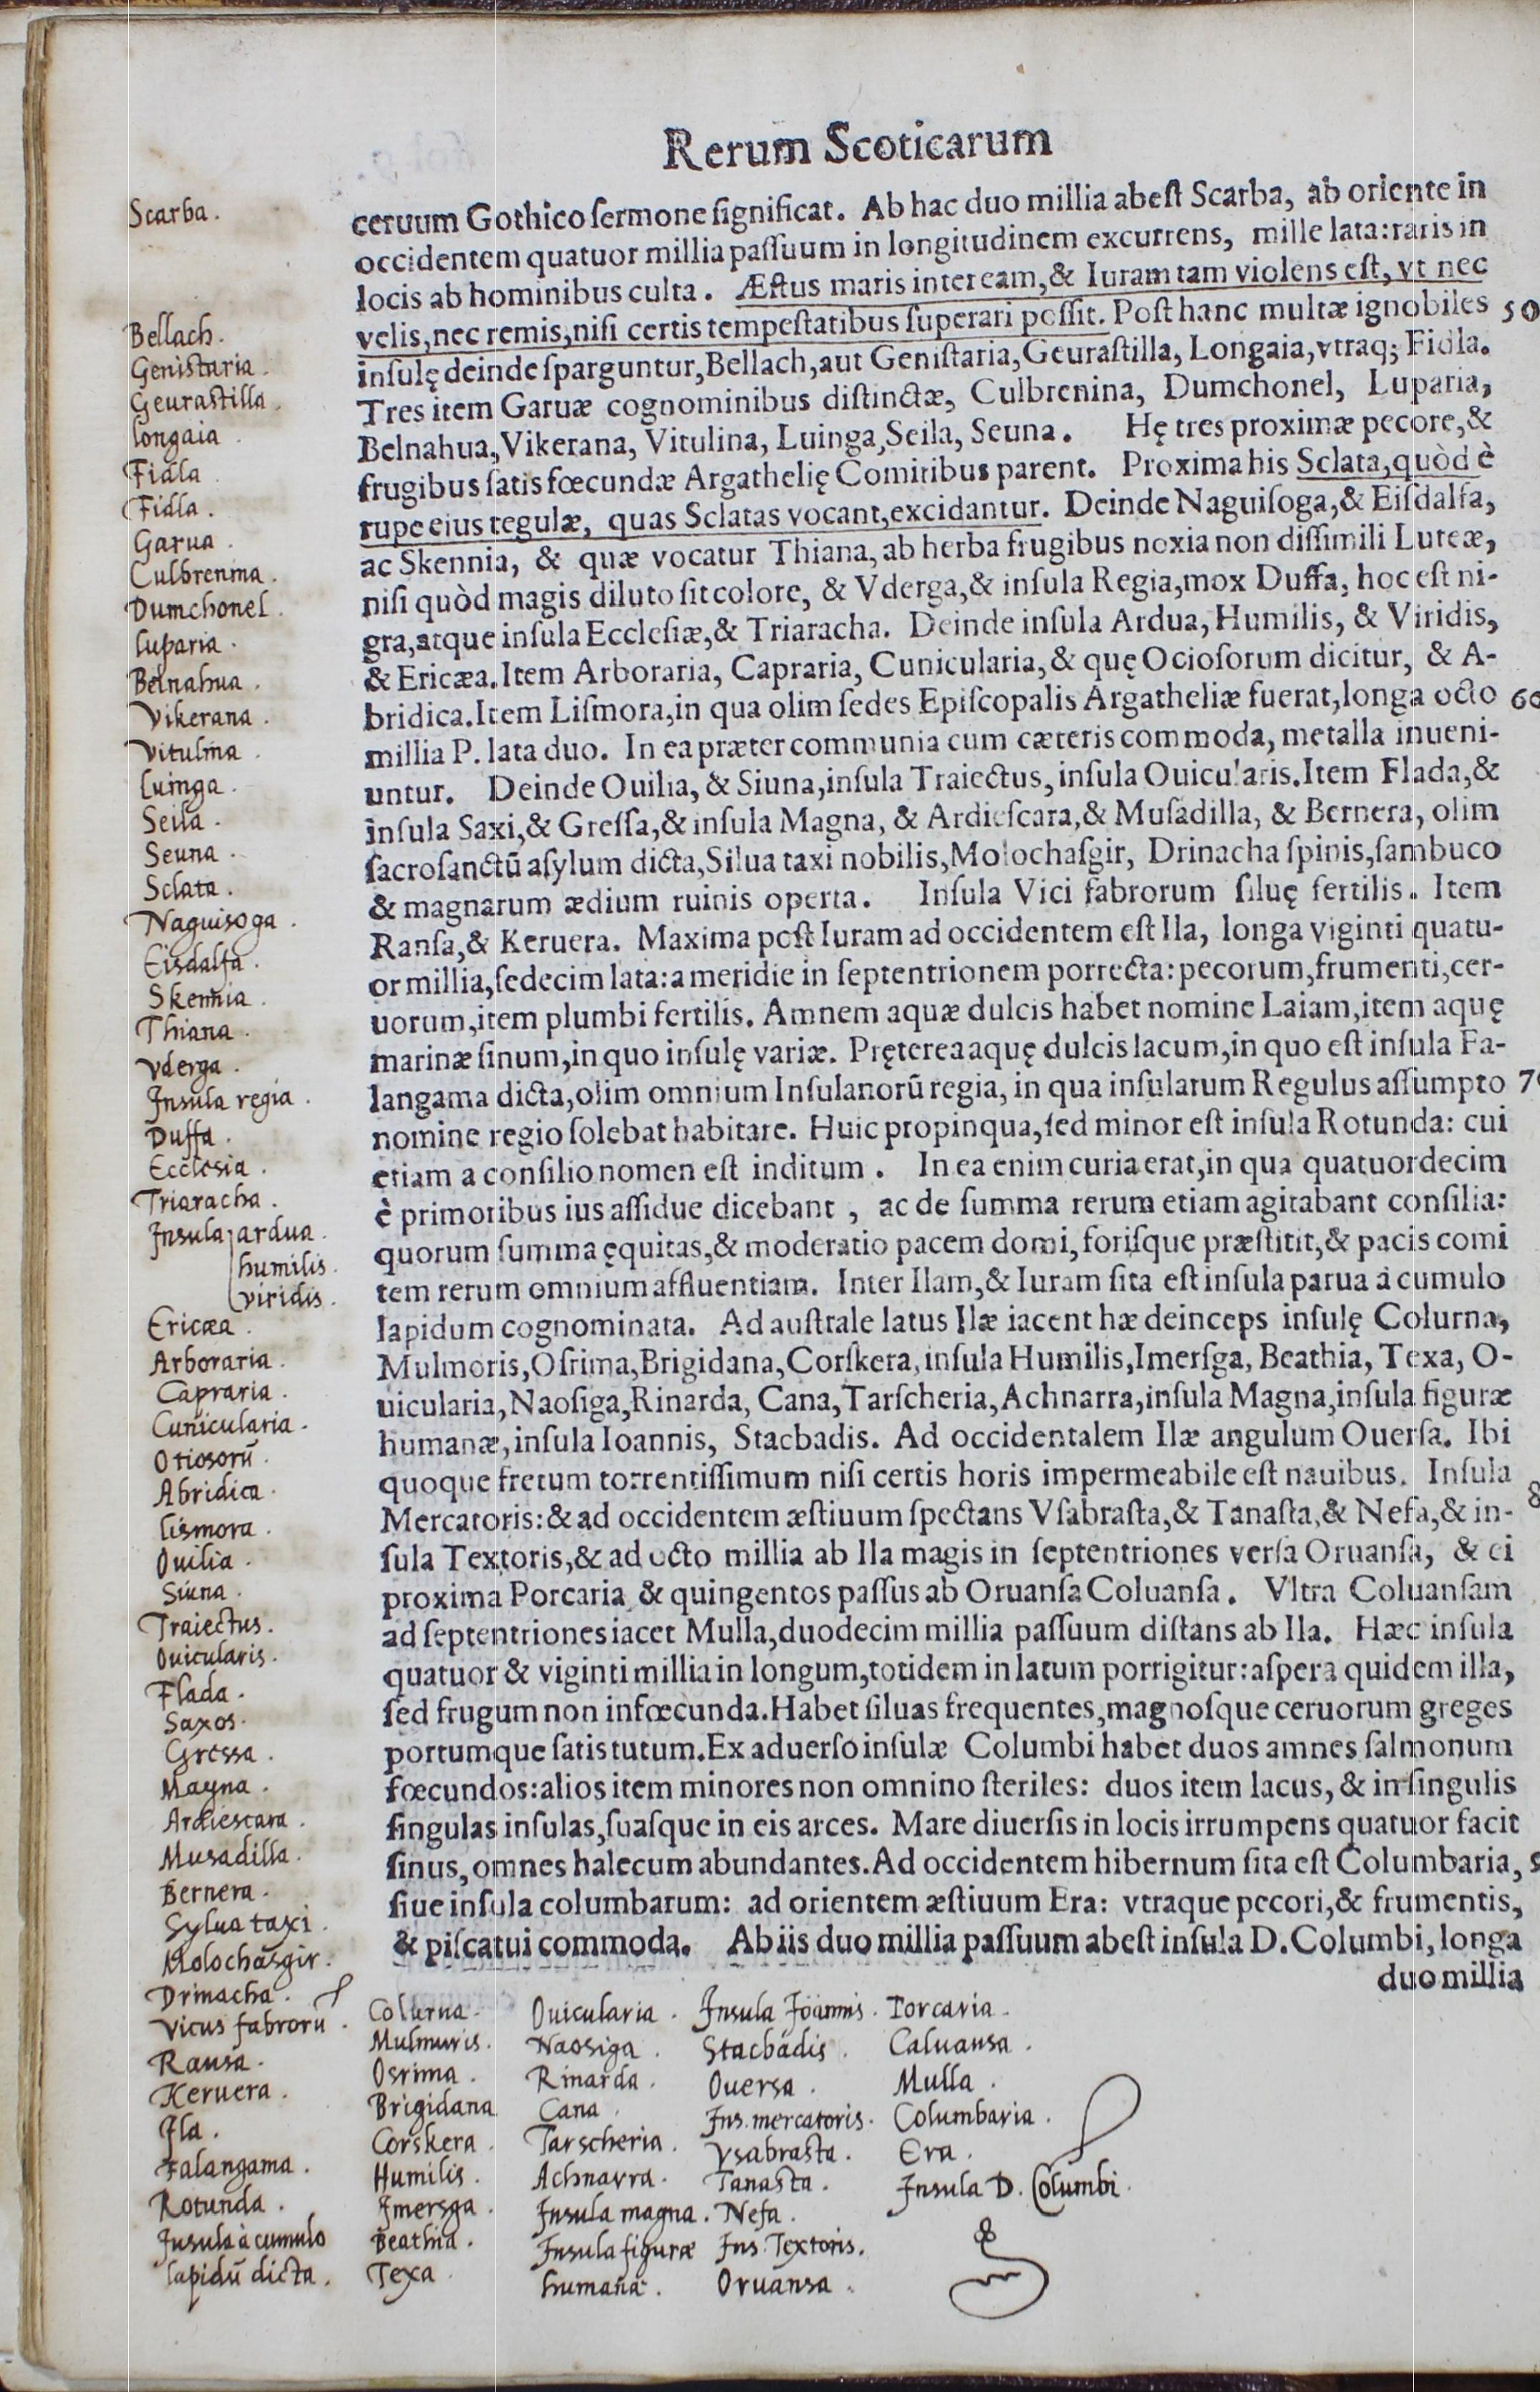 Rerum Scoticarum
ceruum Gothico ſermone ſignificat. Ab hac duo millia abeſt Scarba, ab oriente in
occidentem quatuor millia paſſuum in longitudinem excurrens, mille lata: raris in
locis ab hominibus culta. Æſtus maris inter eam, & Iuram tam violens eſt, vt nec
velis, nec remis, niſi certis tempeſtatibus ſuperari poſſit. Poſt hanc multæ ignobiles 50
inſulę deinde ſparguntur, Bellach, aut Geniſtaria, Geuraſtilla, Longaia, vtraq; Fidla.
Tres item Garuæ cognominibus diſtinctæ, Culbrenina, Dumchonel, Luparia,
Belnahua, Vikerana, Vitulina, Luinga, Seila, Seuna. Hę tres proximæ pecore, &
frugibus ſatis fœcundæ Argathelię Comitibus parent. Proxima his Sclata, quòd è
rupe eius tegulæ, quas Sclatas vocant, excidantur. Deinde Naguiſoga, & Eiſdalfa,
ac Skennia, & quæ vocatur Thiana, ab herba frugibus noxia non diſſimili Luteæ,
niſi quòd magis diluto ſit colore, & Vderga, & inſula Regia, mox Duffa, hoc eſt ni-
gra, atque inſula Eccleſiæ, & Triaracha. Deinde inſula Ardua, Humilis, & Viridis,
& Ericæa. Item Arboraria, Capraria, Cunicularia, & quę Ocioſorum dicitur, & A-
bridica. Item Liſmora, in qua olim ſedes Epiſcopalis Argatheliæ fuerat, longa octo 60
millia P. lata duo. In ea præter communia cum cæteris commoda, metalla inueni-
untur. Deinde Ouilia, & Siuna, inſula Traiectus, inſula Ouicularis. Item Flada, &
inſula Saxi, & Greſſa, & inſula Magna, & Ardieſcara, & Muſadilla, & Bernera, olim
ſacroſanctū aſylum dicta, Silua taxi nobilis, Molochaſgir, Drinacha ſpinis, ſambuco
& magnarum ædium ruinis operta. Inſula Vici fabrorum ſiluę fertilis. Item
Ranſa, & Keruera. Maxima poſt Iuram ad occidentem eſt Ila, longa viginti quatu-
or millia, ſedecim lata: a meridie in ſeptentrionem porrecta: pecorum, frumenti, cer-
uorum, item plumbi fertilis. Amnem aquæ dulcis habet nomine Laiam, item aquę
marinæ ſinum, in quo inſulę variæ. Pręterea aquę dulcis lacum, in quo eſt inſula Fa-
langama dicta, olim omnium Inſulanorū regia, in qua inſularum Regulus aſſumpto 7
nomine regio ſolebat habitare. Huic propinqua, ſed minor eſt inſula Rotunda: cui
etiam a conſilio nomen eſt inditum. In ea enim curia erat, in qua quatuordecim
è primoribus ius aſſidue dicebant, ac de ſumma rerum etiam agitabant conſilia:
quorum ſumma ęquitas, & moderatio pacem domi, foriſque præſtitit, & pacis comi
tem rerum omnium affluentiam. Inter Ilam, & Iuram ſita eſt inſula parua à cumulo
lapidum cognominata. Ad auſtrale latus Ilæ iacent hæ deinceps inſulę Colurna,
Mulmoris, Oſrima, Brigidana, Corſkera, inſula Humilis, Imerſga, Beathia, Texa, O-
uicularia, Naoſiga, Rinarda, Cana, Tarſcheria, Achnarra, inſula Magna, inſula figuræ
humanæ, inſula Ioannis, Stacbadis. Ad occidentalem Ilæ angulum Ouerſa. Ibi
quoque fretum torrentiſſimum niſi certis horis impermeabile eſt nauibus. Inſula
Mercatoris: & ad occidentem æſtiuum ſpectans Vſabraſta, & Tanaſta, & Nefa, & in- 8
ſula Textoris, & ad octo millia ab Ila magis in ſeptentriones verſa Oruanſa, & ei
proxima Porcaria & quingentos paſſus ab Oruanſa Coluanſa. Vltra Coluanſam
ad ſeptentriones iacet Mulla, duodecim millia paſſuum diſtans ab Ila. Hæc inſula
quatuor & viginti millia in longum, totidem in latum porrigitur: aſpera quidem illa,
ſed frugum non infœcunda. Habet ſiluas frequentes, magnoſque ceruorum greges
portumque ſatis tutum. Ex aduerſo inſulæ Columbi habet duos amnes ſalmonum
fœcundos: alios item minores non omnino ſteriles: duos item lacus, & in ſingulis
ſingulas inſulas, ſuaſque in eis arces. Mare diuerſis in locis irrumpens quatuor facit
ſinus, omnes halecum abundantes. Ad occidentem hibernum ſita eſt Columbaria,
ſiue inſula columbarum: ad orientem æſtiuum Era: vtraque pecori, & frumentis,
& piſcatui commoda. Ab iis duo millia paſſuum abeſt inſula D. Columbi, longa
duo millia
Scarba.
Bellach.
Genistaria.
Geurastilla.
longaia.
Fidla
Fidla.
Garua.
Culbrenina.
Dumchonel.
luparia.
Belnahua.
Vikerana.
Vitulina.
luinga.
Seila.
Seuna.
Sclata.
Naguisoga.
Eisdalfa.
Skennia.
Thiana.
Vderga.
Insula regia.
Duffa.
Ecclesia.
Triaracha.
Insula ardua.
humilis.
viridis.
Ericæa.
Arboraria.
Capraria.
Cunicularia.
Otiosorū.
Abridica.
lismora.
Ouilia.
Siuna.
Traiectus.
Ouicularis.
Flada.
Saxos.
Gressa.
Magna.
Ardiescara.
Musadilla.
Bernera.
Sylua taxi.
Molochasgir.
Drinacha.
Vicus fabrorū.
Ransa.
Keruera.
Ila.
Falangama.
Rotunda.
Insula à cumulo
lapidū dicta.
Colurna.
Mulmuris.
Osrima.
Brigidana
Corskera.
Humilis.
Imersga.
Beathia.
Texa.
Ouicularia.
Naosiga.
Rinarda.
Cana.
Tarscheria.
Achnarra.
Insula magna.
Insula figuræ
humanæ.
Insula Ioannis.
Stacbadis.
Ouersa.
Ins. mercatoris.
Vsabrasta.
Tanasta.
Nefa.
Ins. Textoris.
Oruansa.
Porcaria.
Caluansa.
Mulla.
Columbaria.
Era.
Insula D. Columbi.